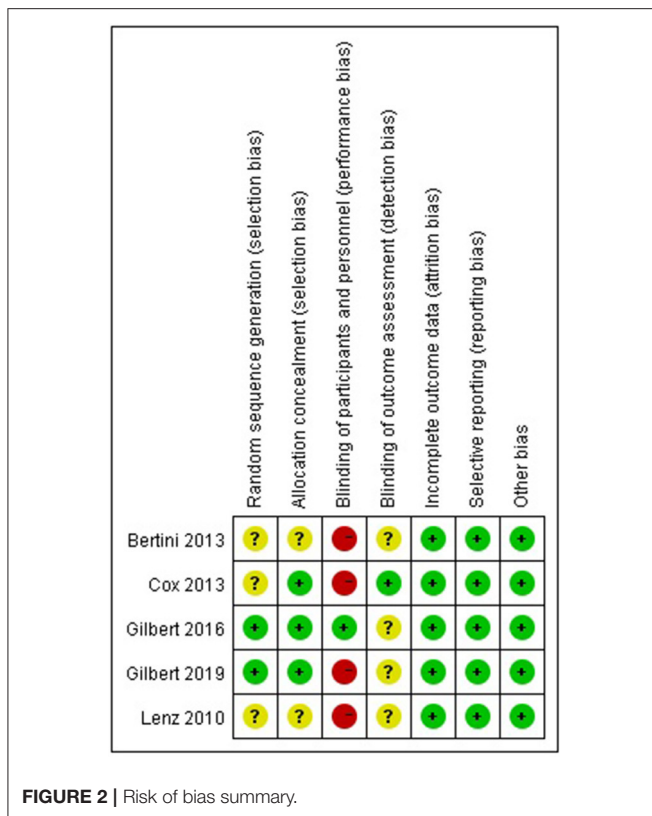 Random sequence generation (selection bias)
Allocation concealment (selection bias)
Blinding of participants and personnel (performance bias)
Blinding of outcome assessment (detection bias)
Incomplete outcome data (attrition bias)
Selective reporting (reporting bias)
Other bias
Bertini 2013 ? ? - ? + + +
Cox 2013 ? + - + + + +
Gilbert 2016 + + + ? + + +
Gilbert 2019 + + - ? + + +
Lenz 2010 ? ? - ? + + +
FIGURE 2 | Risk of bias summary.